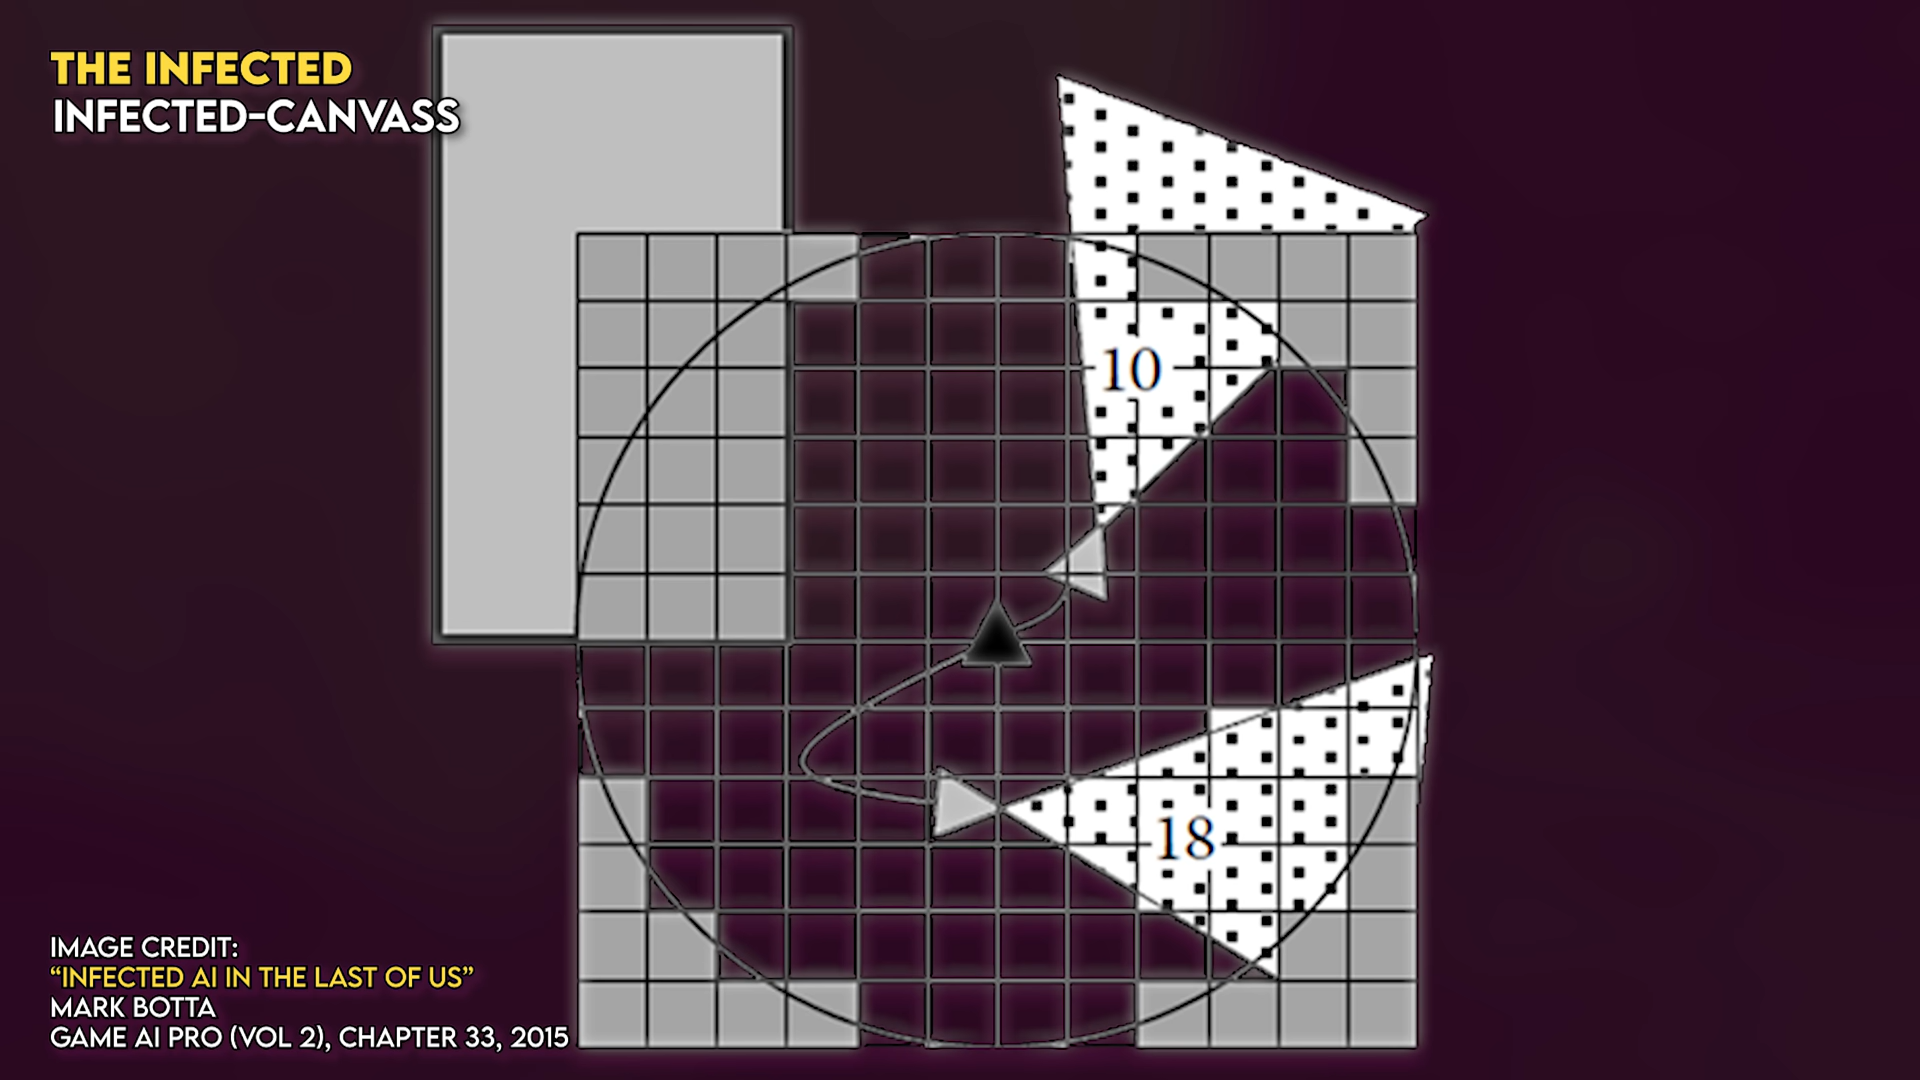 THE INFECTED
INFECTED-CANVASS
10
18
IMAGE CREDIT:
“INFECTED AI IN THE LAST OF US”
MARK BOTTA
GAME AI PRO (VOL 2), CHAPTER 33, 2015